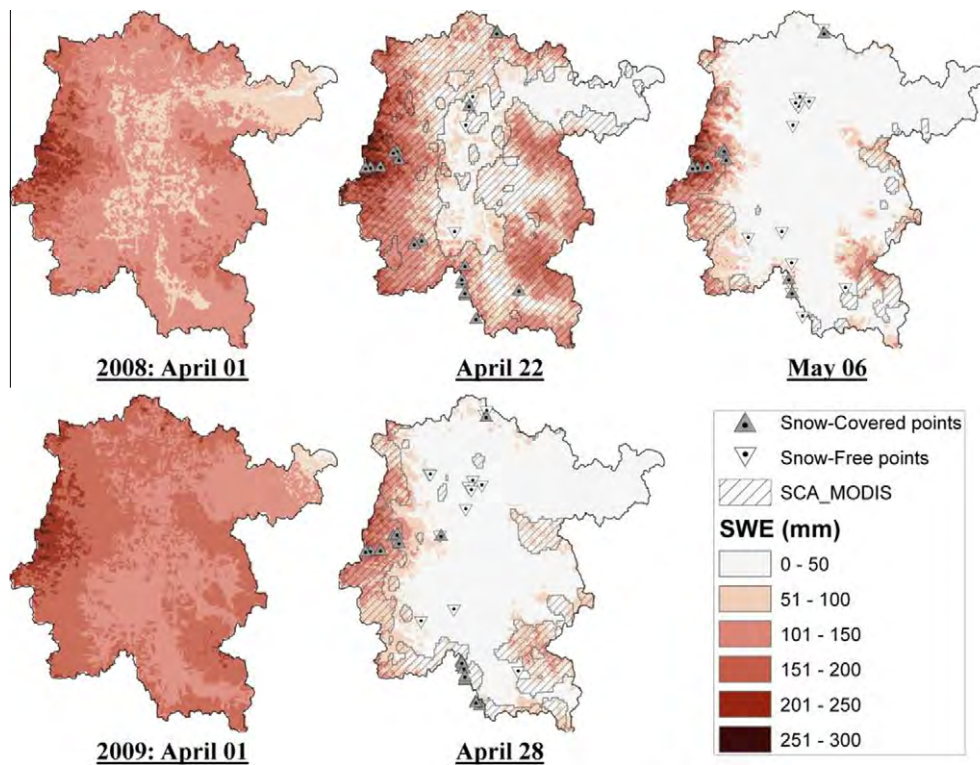 2008: April 01
April 22
May 06
2009: April 01
April 28
Snow-Covered points
Snow-Free points
SCA_MODIS
SWE (mm)
0 - 50
51 - 100
101 - 150
151 - 200
201 - 250
251 - 300